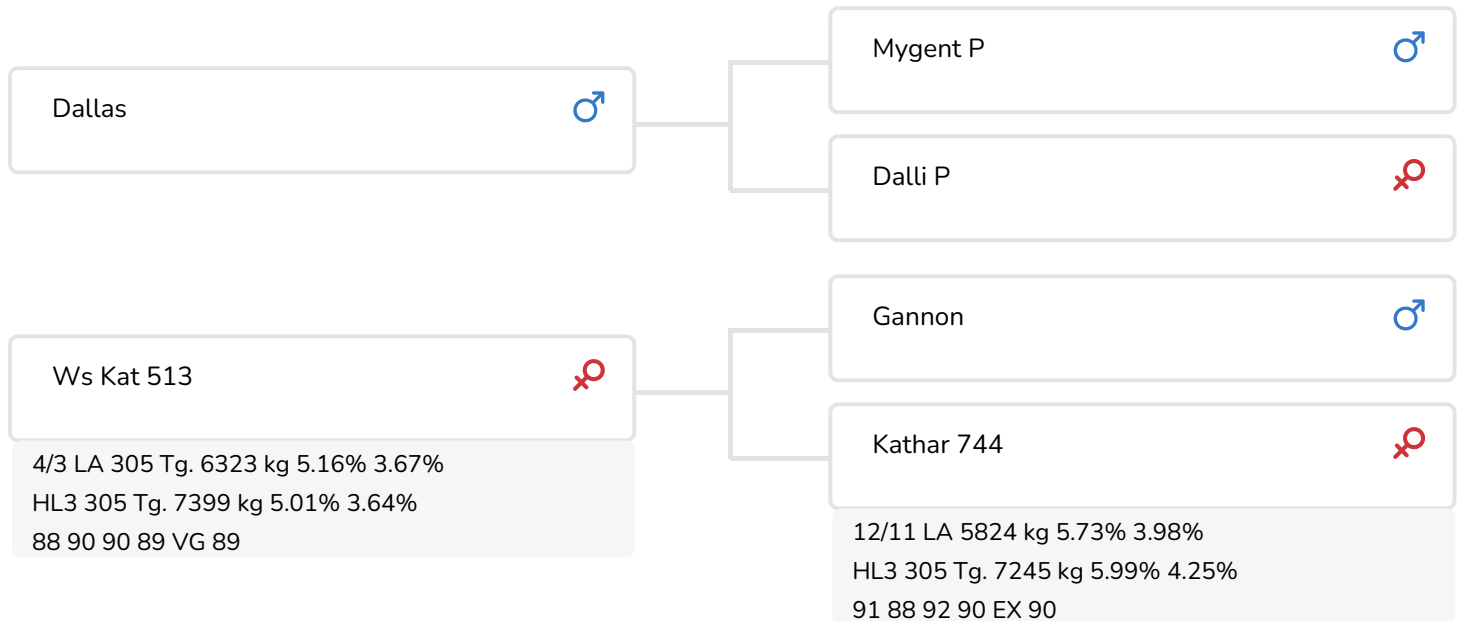 Dallas
Mygent P
Dalli P
Ws Kat 513
4/3 LA 305 Tg. 6323 kg 5.16% 3.67%
HL3 305 Tg. 7399 kg 5.01% 3.64%
88 90 90 89 VG 89
Gannon
Kathar 744
12/11 LA 5824 kg 5.73% 3.98%
HL3 305 Tg. 7245 kg 5.99% 4.25%
91 88 92 90 EX 90